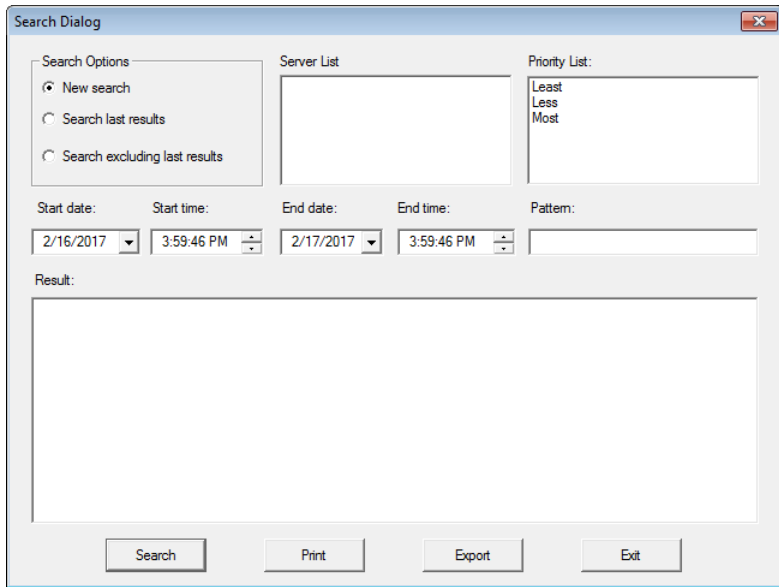 Search Dialog
Search Options
New search
Search last results
Search excluding last results
Server List
Priority List:
Least
Less
Most
Start date:
Start time:
End date:
End time:
Pattern:
2/16/2017
3:59:46 PM
2/17/2017
3:59:46 PM
Result:
Search
Print
Export
Exit